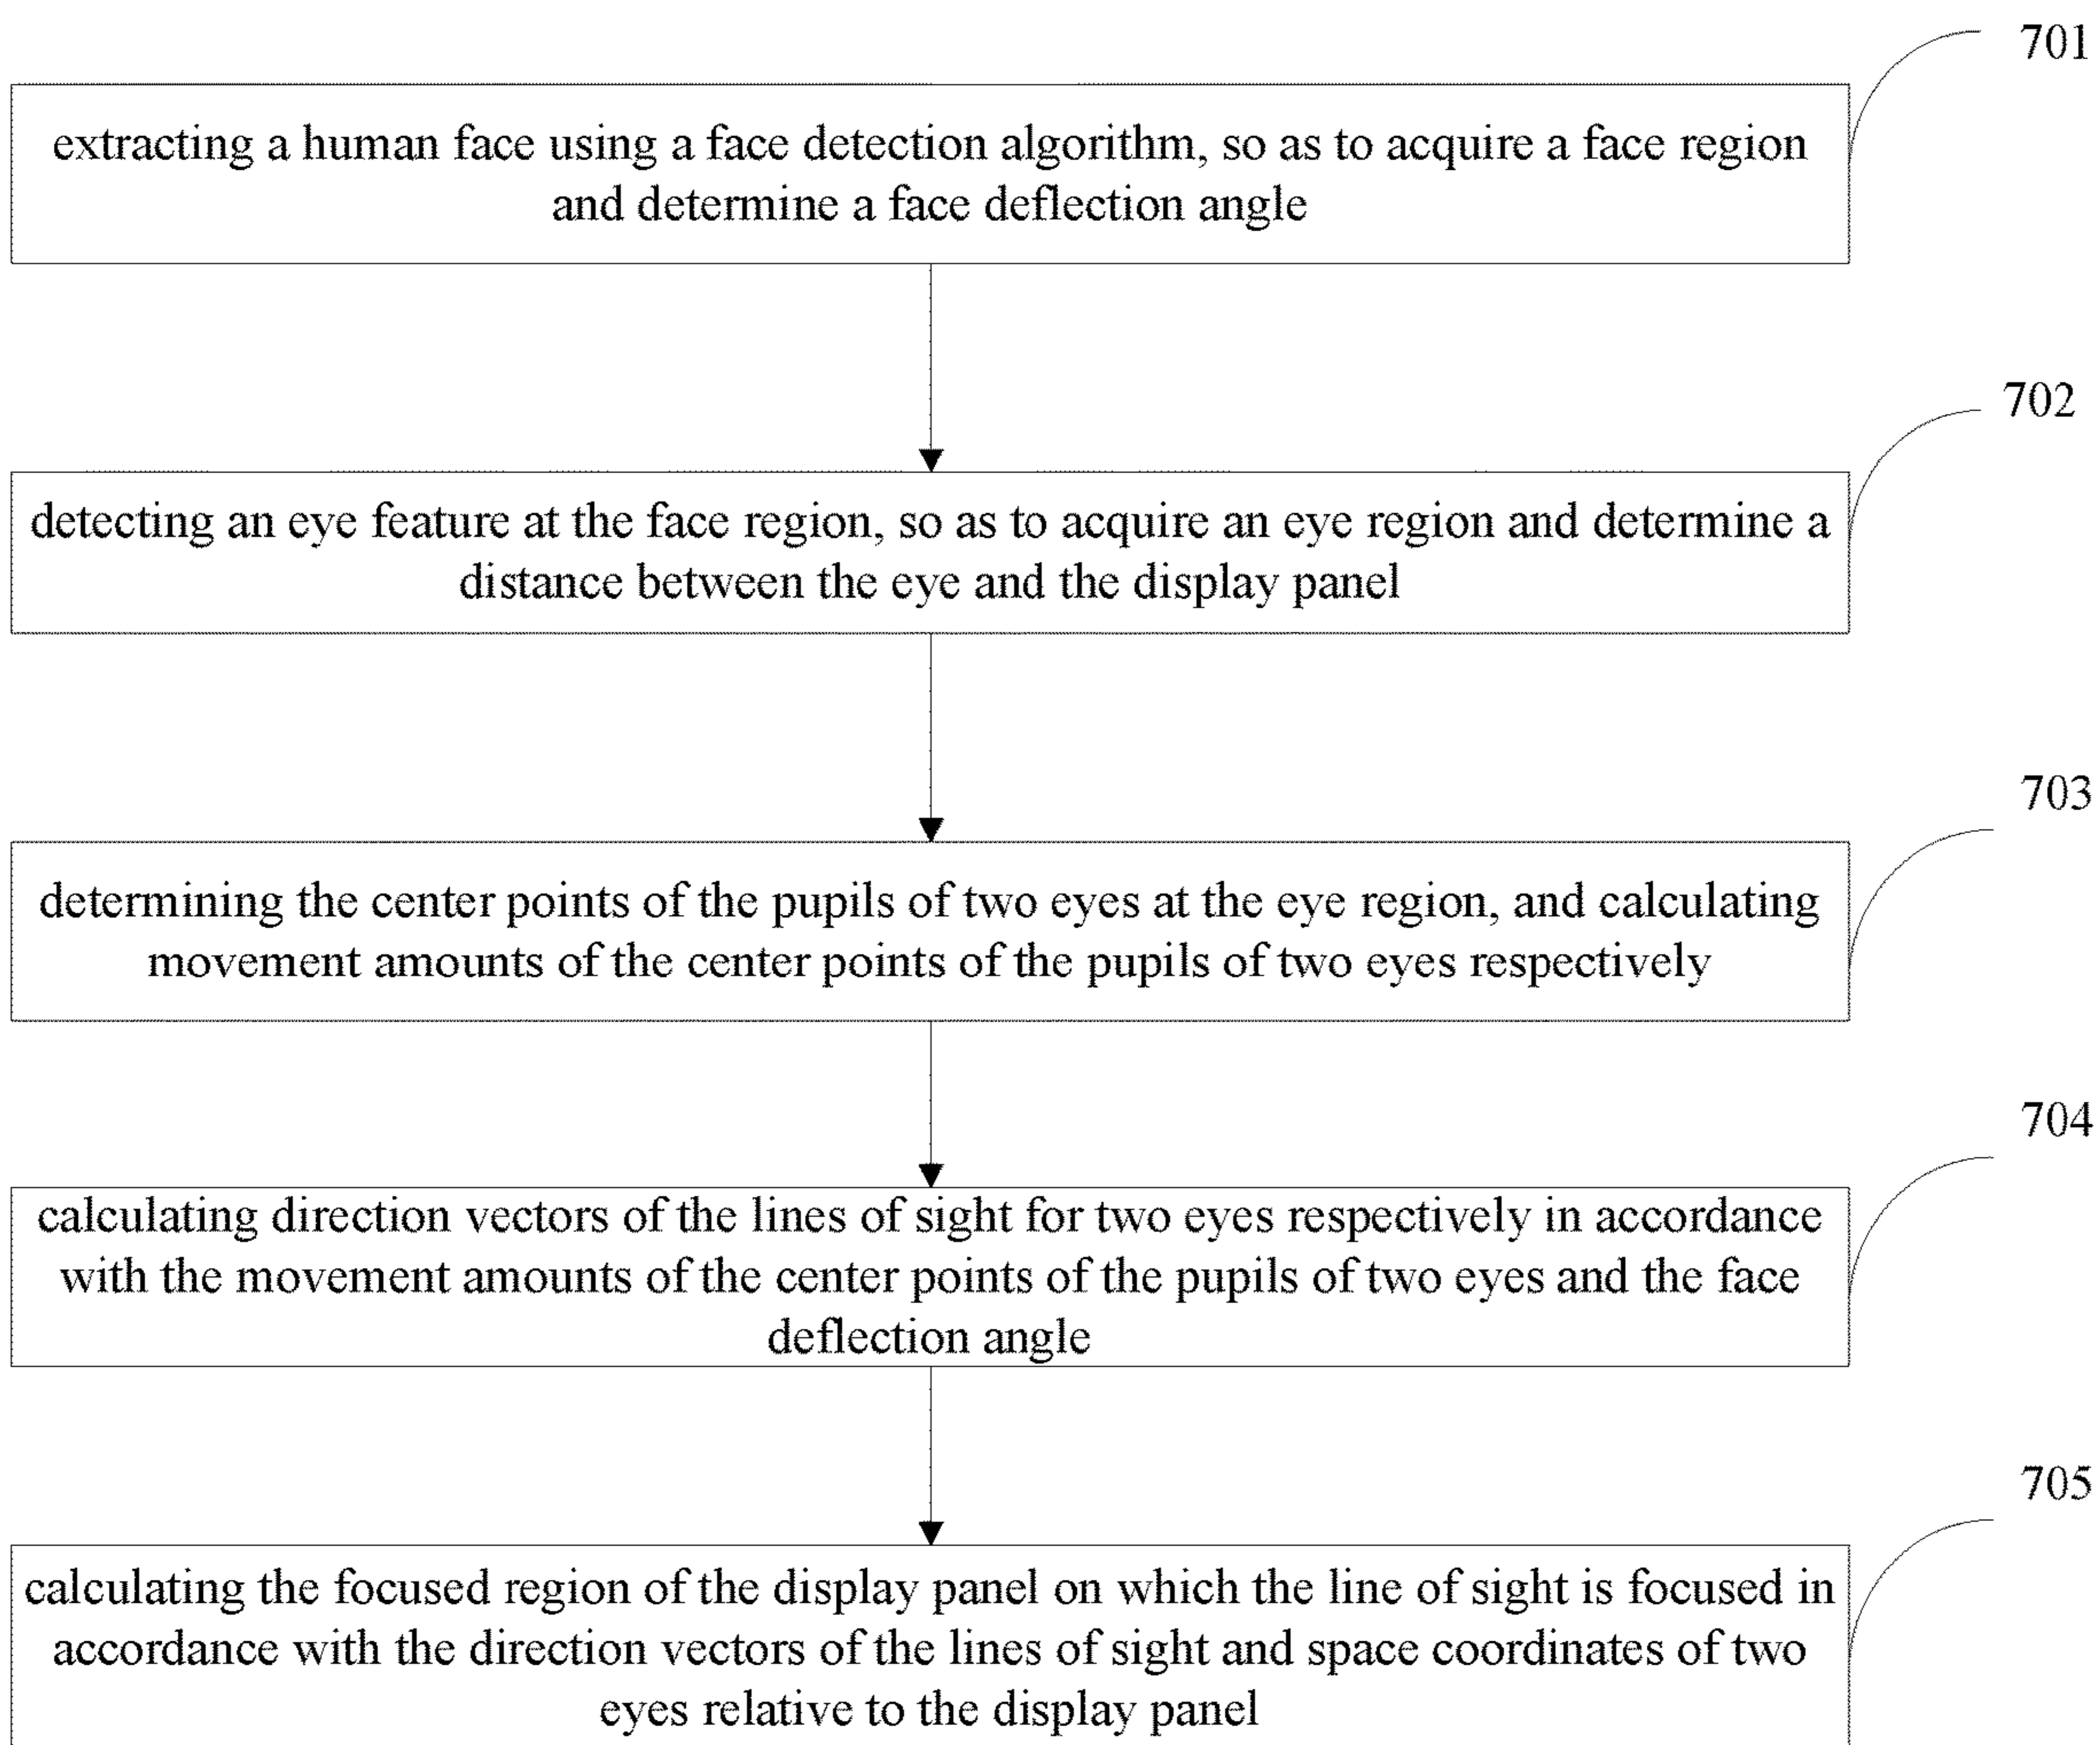 701
extracting a human face using a face detection algorithm, so as to acquire a face region
and determine a face deflection angle
702
detecting an eye feature at the face region, so as to acquire an eye region and determine a
distance between the eye and the display panel
703
determining the center points of the pupils of two eyes at the eye region, and calculating
movement amounts of the center points of the pupils of two eyes respectively
704
calculating direction vectors of the lines of sight for two eyes respectively in accordance
with the movement amounts of the center points of the pupils of two eyes and the face
deflection angle
705
calculating the focused region of the display panel on which the line of sight is focused in
accordance with the direction vectors of the lines of sight and space coordinates of two
eyes relative to the display panel